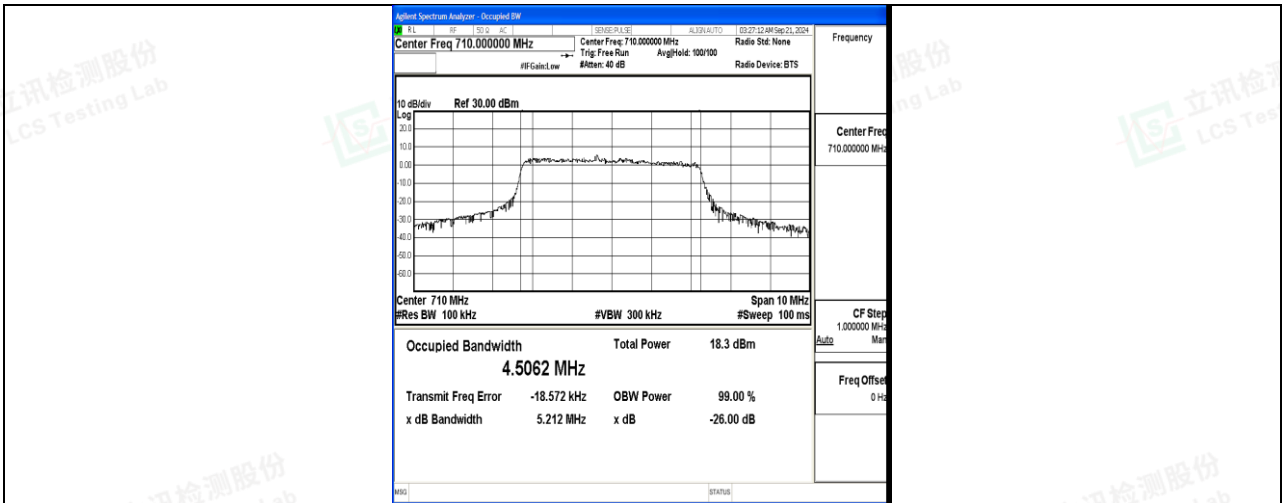 Agilent Spectrum Analyzer - Occupied BW
LXI RL RF 50 Ω AC SENSE:PULSE ALIGN AUTO 03:27:12 AM Sep 21, 2024
Center Freq 710.000000 MHz
Center Freq: 710.000000 MHz
Radio Std: None
Trig: Free Run Avg|Hold: 100/100
#IFGain:Low #Atten: 40 dB Radio Device: BTS
Frequency
10 dB/div Ref 30.00 dBm
Log
20.0
10.0
0.00
-10.0
-20.0
-30.0
-40.0
-50.0
-60.0
Center Freq
710.000000 MHz
Center 710 MHz Span 10 MHz
#Res BW 100 kHz #VBW 300 kHz #Sweep 100 ms
CF Step
1.000000 MHz
Auto Man
Occupied Bandwidth Total Power 18.3 dBm
4.5062 MHz
Transmit Freq Error -18.572 kHz OBW Power 99.00 %
x dB Bandwidth 5.212 MHz x dB -26.00 dB
Freq Offset
0 Hz
MSG STATUS
立讯检测股份
LCS Testing Lab